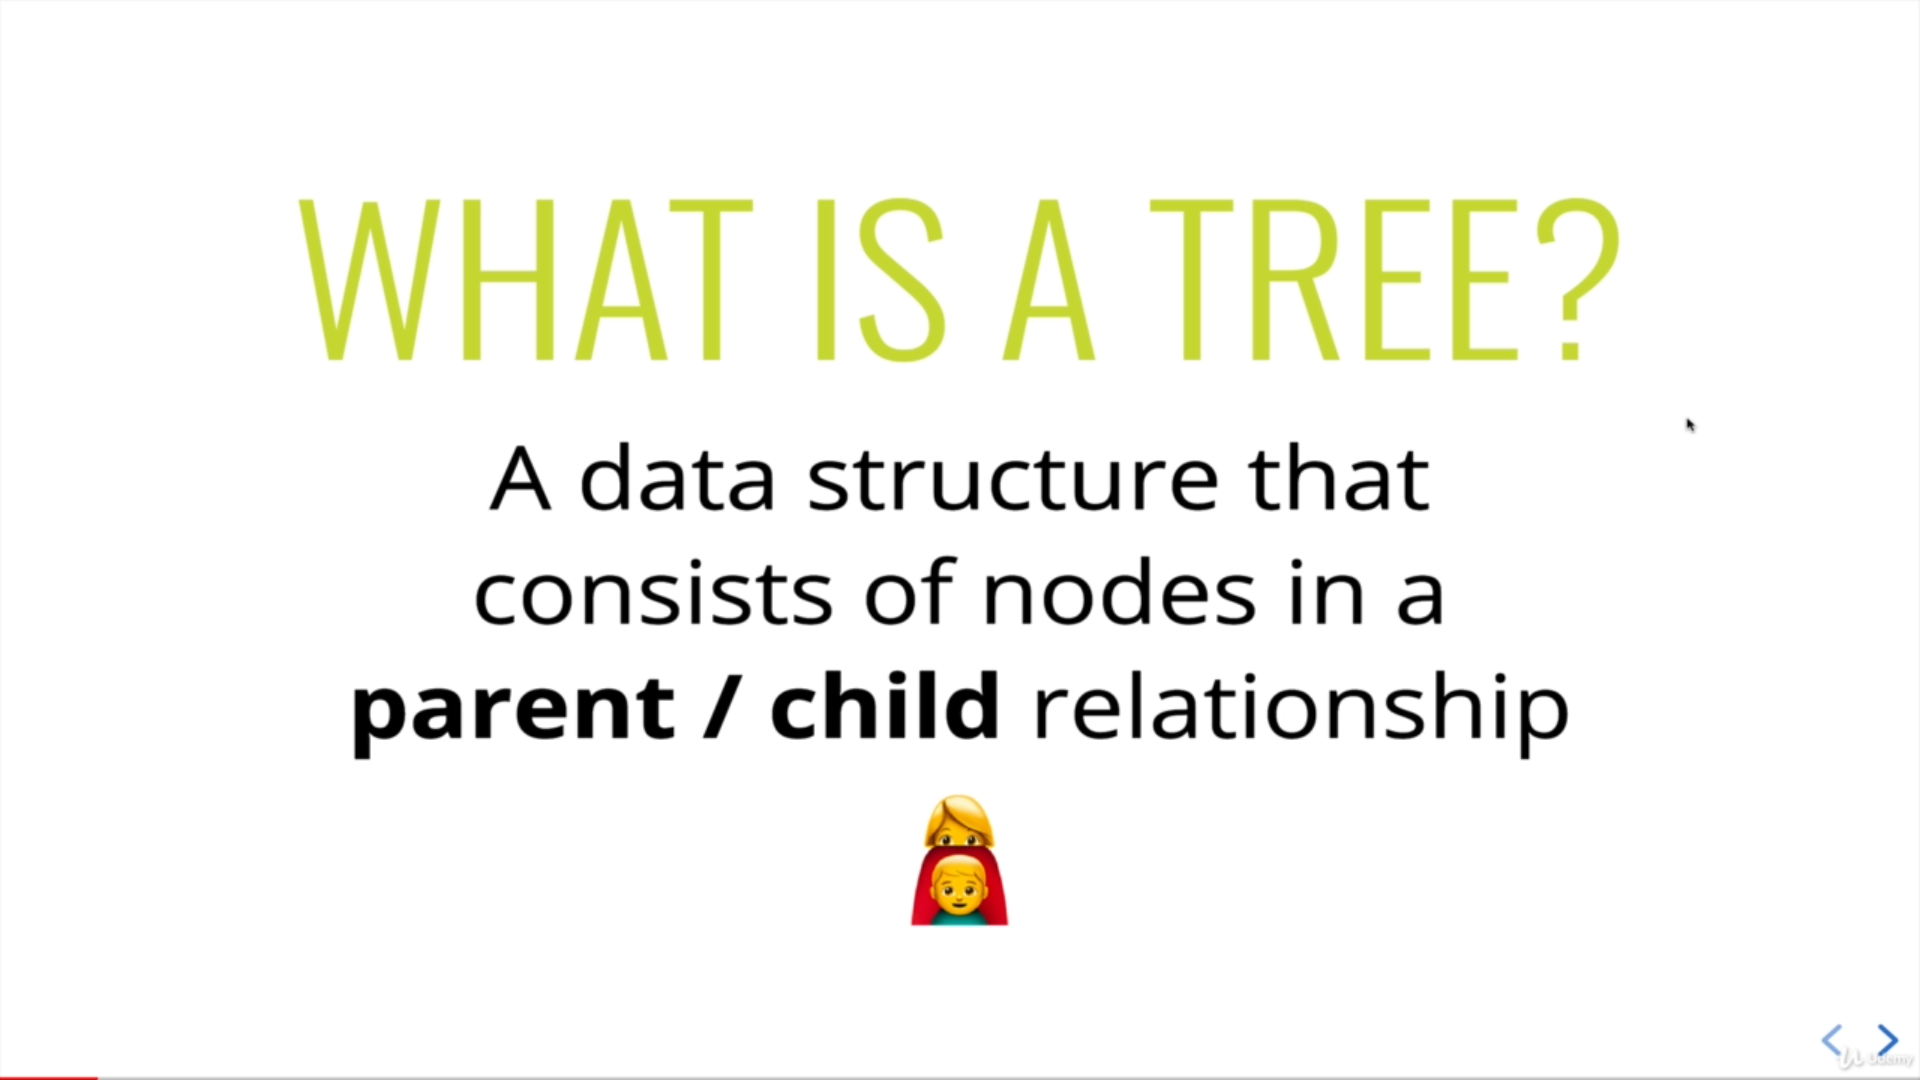 WHAT IS A TREE?
A data structure that
consists of nodes in a
parent / child relationship
Udemy